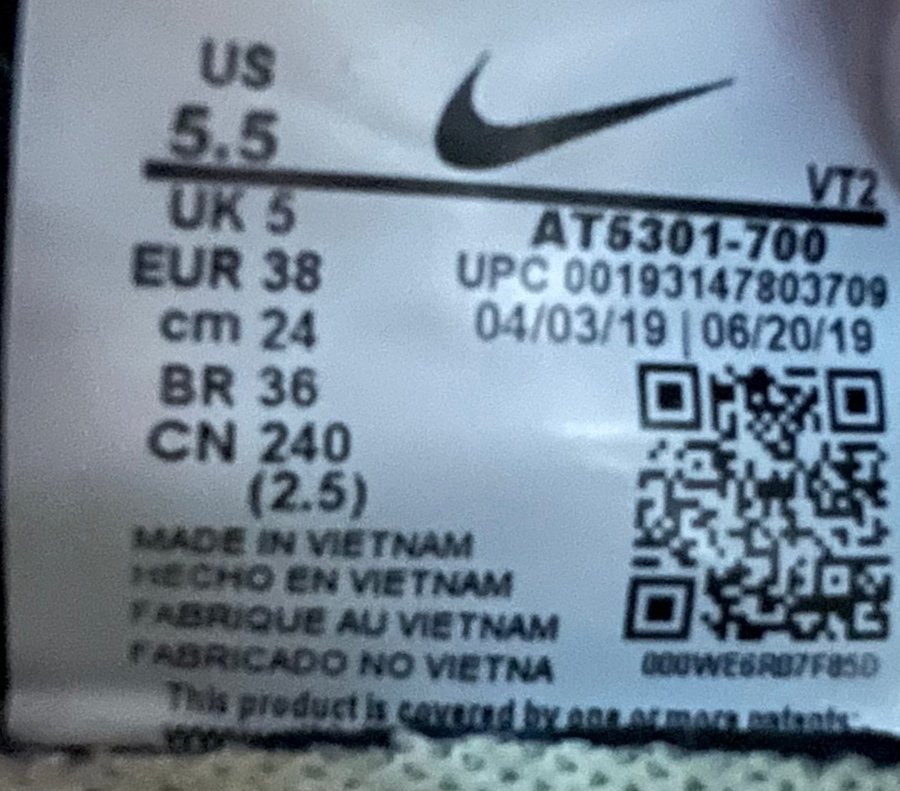 US
5.5
VT2
UK 5
EUR 38
cm 24
BR 36
CN 240
(2.5)
AT5301-700
UPC 00193147803709
04/03/19 | 06/20/19
MADE IN VIETNAM
HECHO EN VIETNAM
FABRIQUE AU VIETNAM
FABRICADO NO VIETNA
This product is covered by one or more patents: